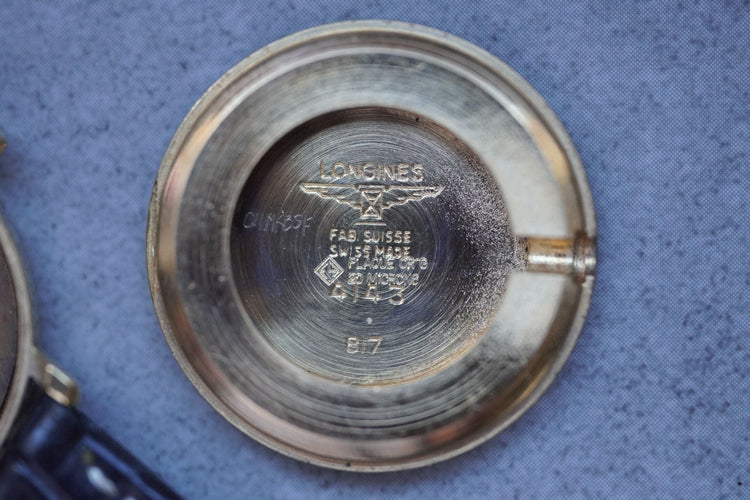 LONGINES
FAB. SUISSE
SWISS MADE
PLAQUE OR G
20 MICRONS
4143
817